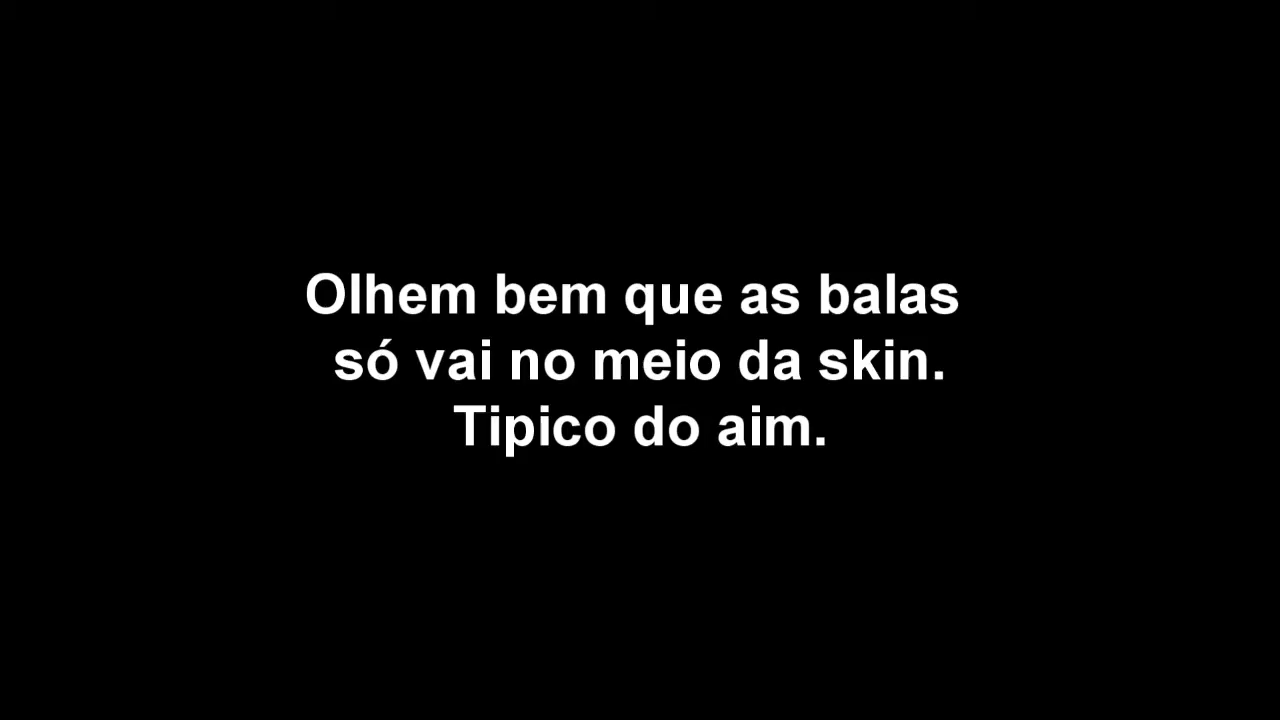 Olhem bem que as balas
só vai no meio da skin.
Tipico do aim.